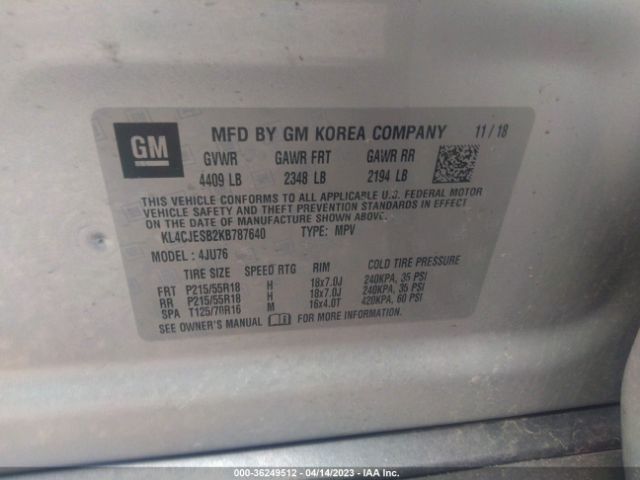 GM
MFD BY GM KOREA COMPANY 11/18
GVWR GAWR FRT GAWR RR
4409 LB 2348 LB 2194 LB
THIS VEHICLE CONFORMS TO ALL APPLICABLE U.S. FEDERAL MOTOR
VEHICLE SAFETY AND THEFT PREVENTION STANDARDS IN EFFECT
ON THE DATE OF MANUFACTURE SHOWN ABOVE.
KL4CJESB2KB787640 TYPE: MPV
MODEL: 4JU76
TIRE SIZE SPEED RTG RIM COLD TIRE PRESSURE
FRT P215/55R18 H 18x7.0J 240KPA, 35 PSI
RR P215/55R18 H 18x7.0J 240KPA, 35 PSI
SPA T125/70R16 M 16x4.0T 420KPA, 60 PSI
SEE OWNER'S MANUAL FOR MORE INFORMATION.
000-36249512 - 04/14/2023 - IAA Inc.